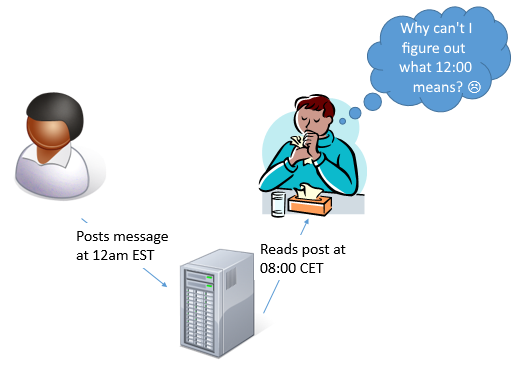 Why can't I
figure out
what 12:00
means? ☹
Posts message
at 12am EST
Reads post at
08:00 CET